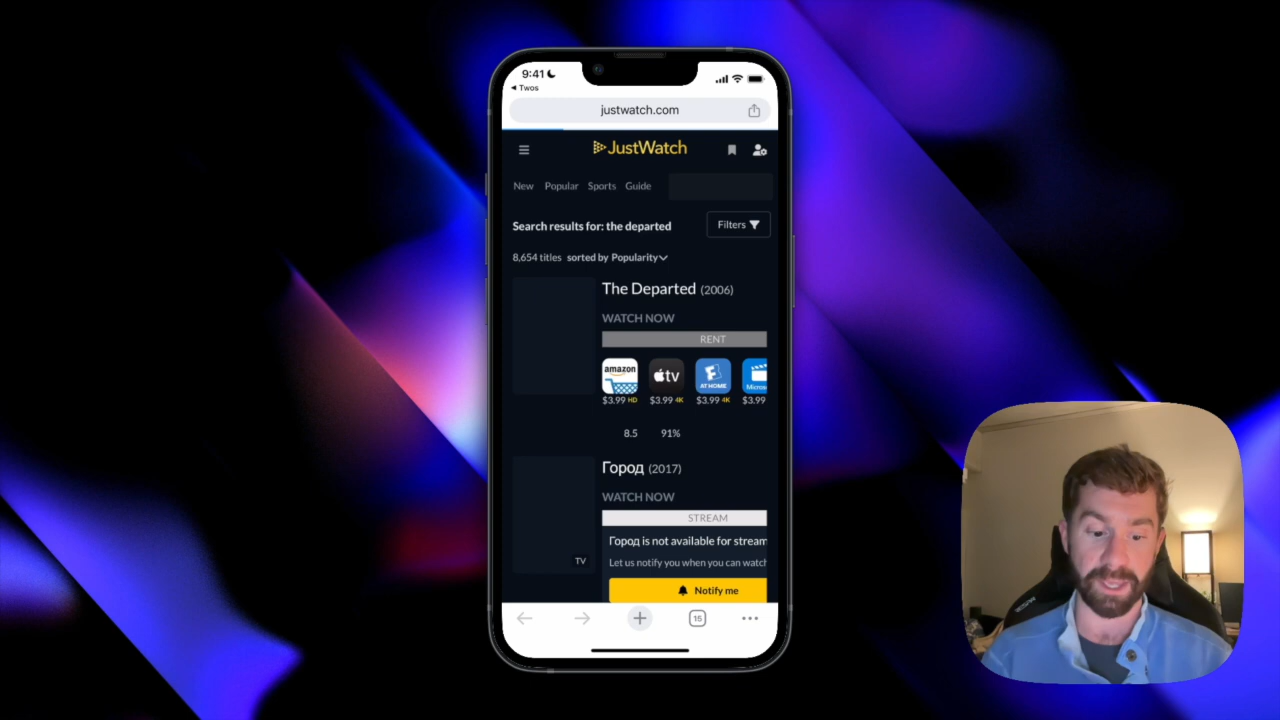 9:41
Twos
justwatch.com
JustWatch
New Popular Sports Guide
Search results for: the departed
Filters
8,654 titles sorted by Popularity
The Departed (2006)
WATCH NOW
RENT
amazon
tv
AT HOME
Micros
$3.99 HD $3.99 4K $3.99 4K $3.99
8.5 91%
Город (2017)
WATCH NOW
STREAM
TV
Город is not available for stream
Let us notify you when you can watch
Notify me
15